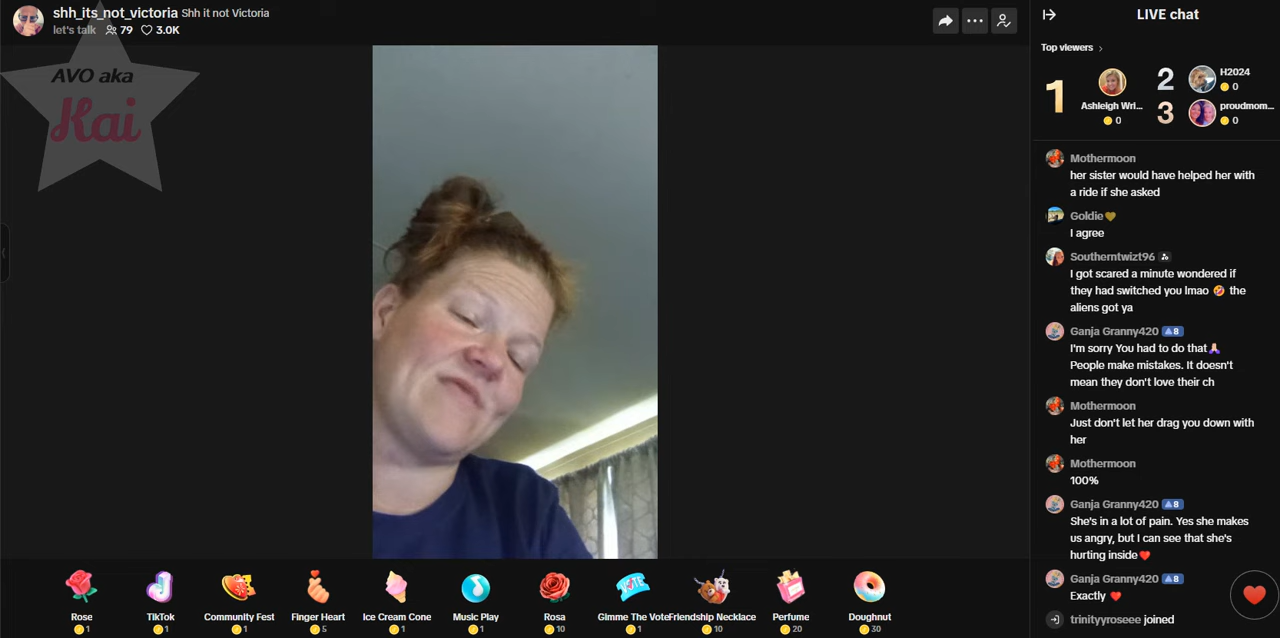 shh_its_not_victoria Shh it not Victoria
let's talk 79 3.0K
AVO aka
Kai
LIVE chat
Top viewers
1
Ashleigh Wri...
0
2
H2024
0
3
proudmom...
0
Mothermoon
her sister would have helped her with
a ride if she asked
Goldie
I agree
Southerntwizt96
I got scared a minute wondered if
they had switched you lmao 🤣 the
aliens got ya
Ganja Granny420 8
I'm sorry You had to do that🙏🏻
People make mistakes. It doesn't
mean they don't love their ch
Mothermoon
Just don't let her drag you down with
her
Mothermoon
100%
Ganja Granny420 8
She's in a lot of pain. Yes she makes
us angry, but I can see that she's
hurting inside❤️
Ganja Granny420 8
Exactly ❤️
trinityyroseee joined
Rose
1
TikTok
1
Community Fest
1
Finger Heart
5
Ice Cream Cone
1
Music Play
1
Rosa
10
VOTE
Gimme The Vote
1
Friendship Necklace
10
Perfume
20
Doughnut
30